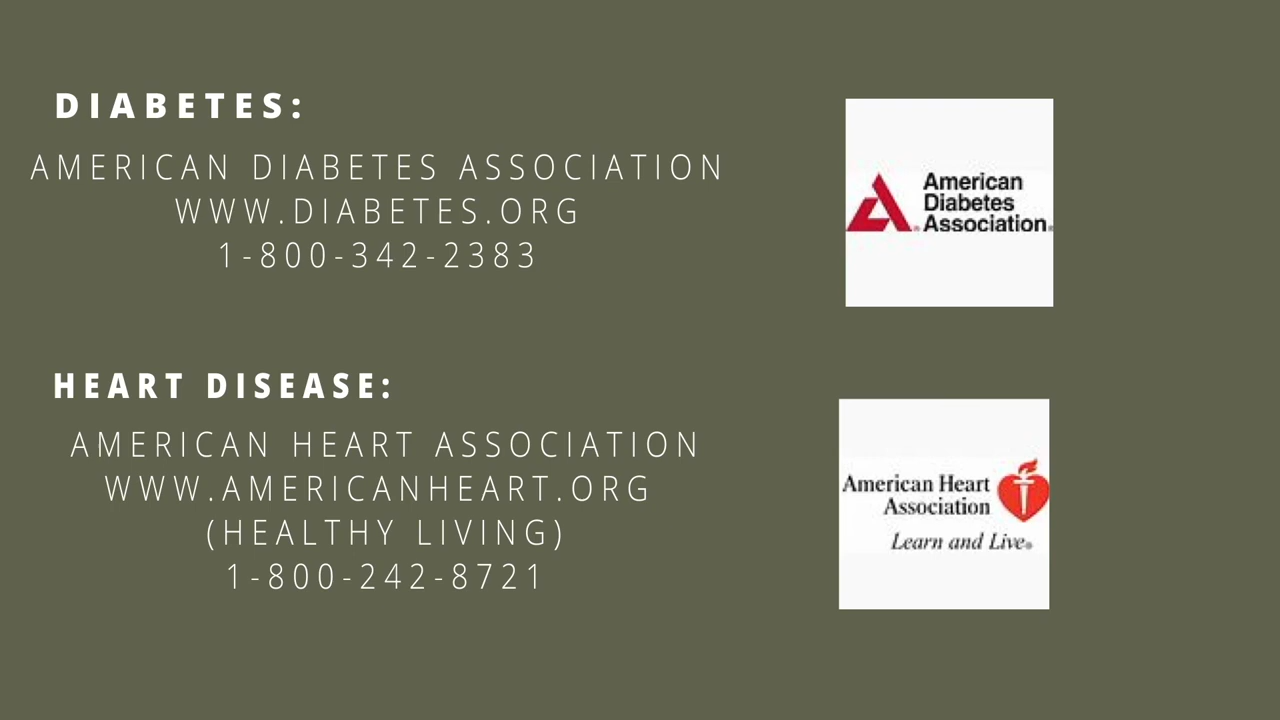 DIABETES:
AMERICAN DIABETES ASSOCIATION
WWW.DIABETES.ORG
1-800-342-2383
American
Diabetes
Association®
HEART DISEASE:
AMERICAN HEART ASSOCIATION
WWW.AMERICANHEART.ORG
(HEALTHY LIVING)
1-800-242-8721
American Heart
Association
Learn and Live®